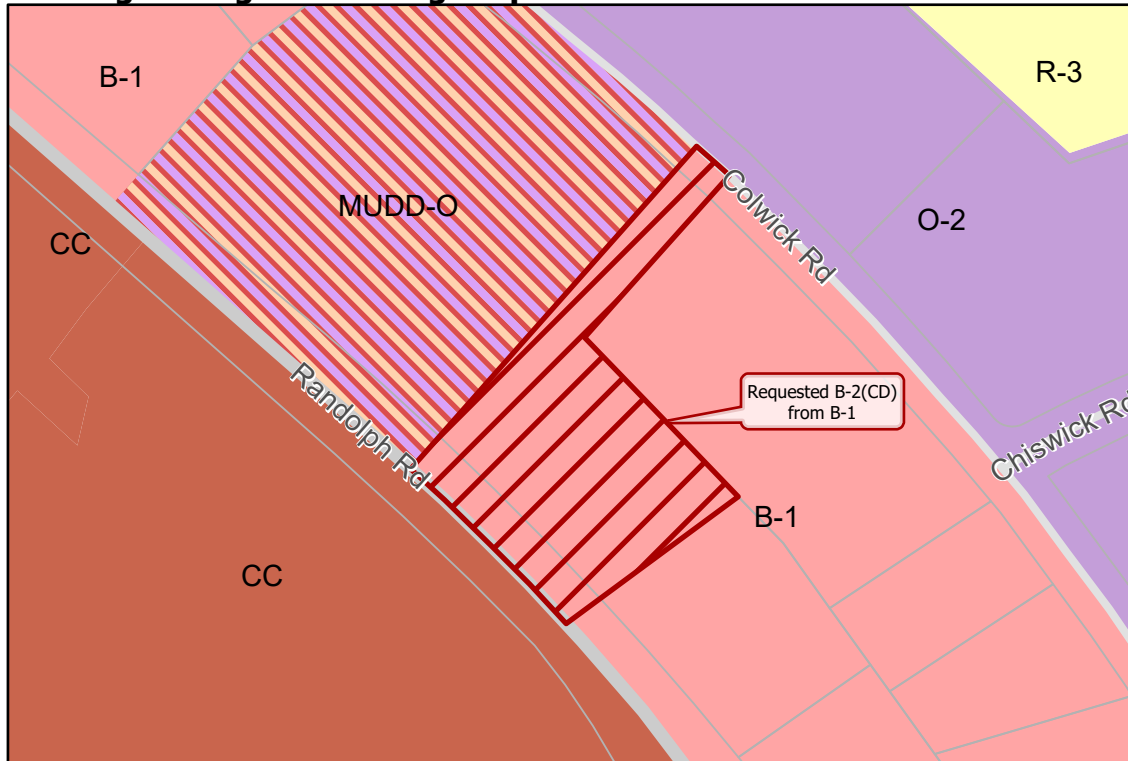 B-1
R-3
MUDD-O
CC
Colwick Rd
O-2
Randolph Rd
Requested B-2(CD)
from B-1
Chiswick Rd
B-1
CC